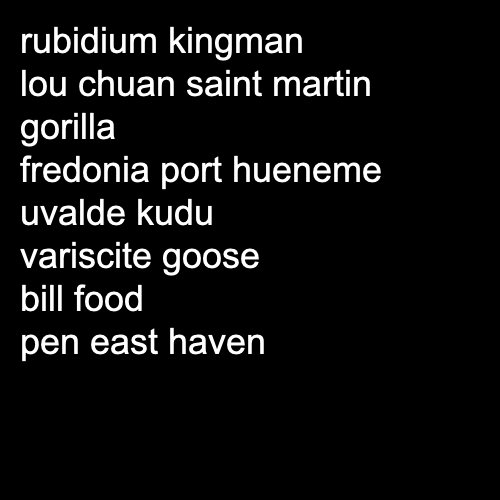 rubidium kingman
lou chuan saint martin
gorilla
fredonia port hueneme
uvalde kudu
variscite goose
bill food
pen east haven